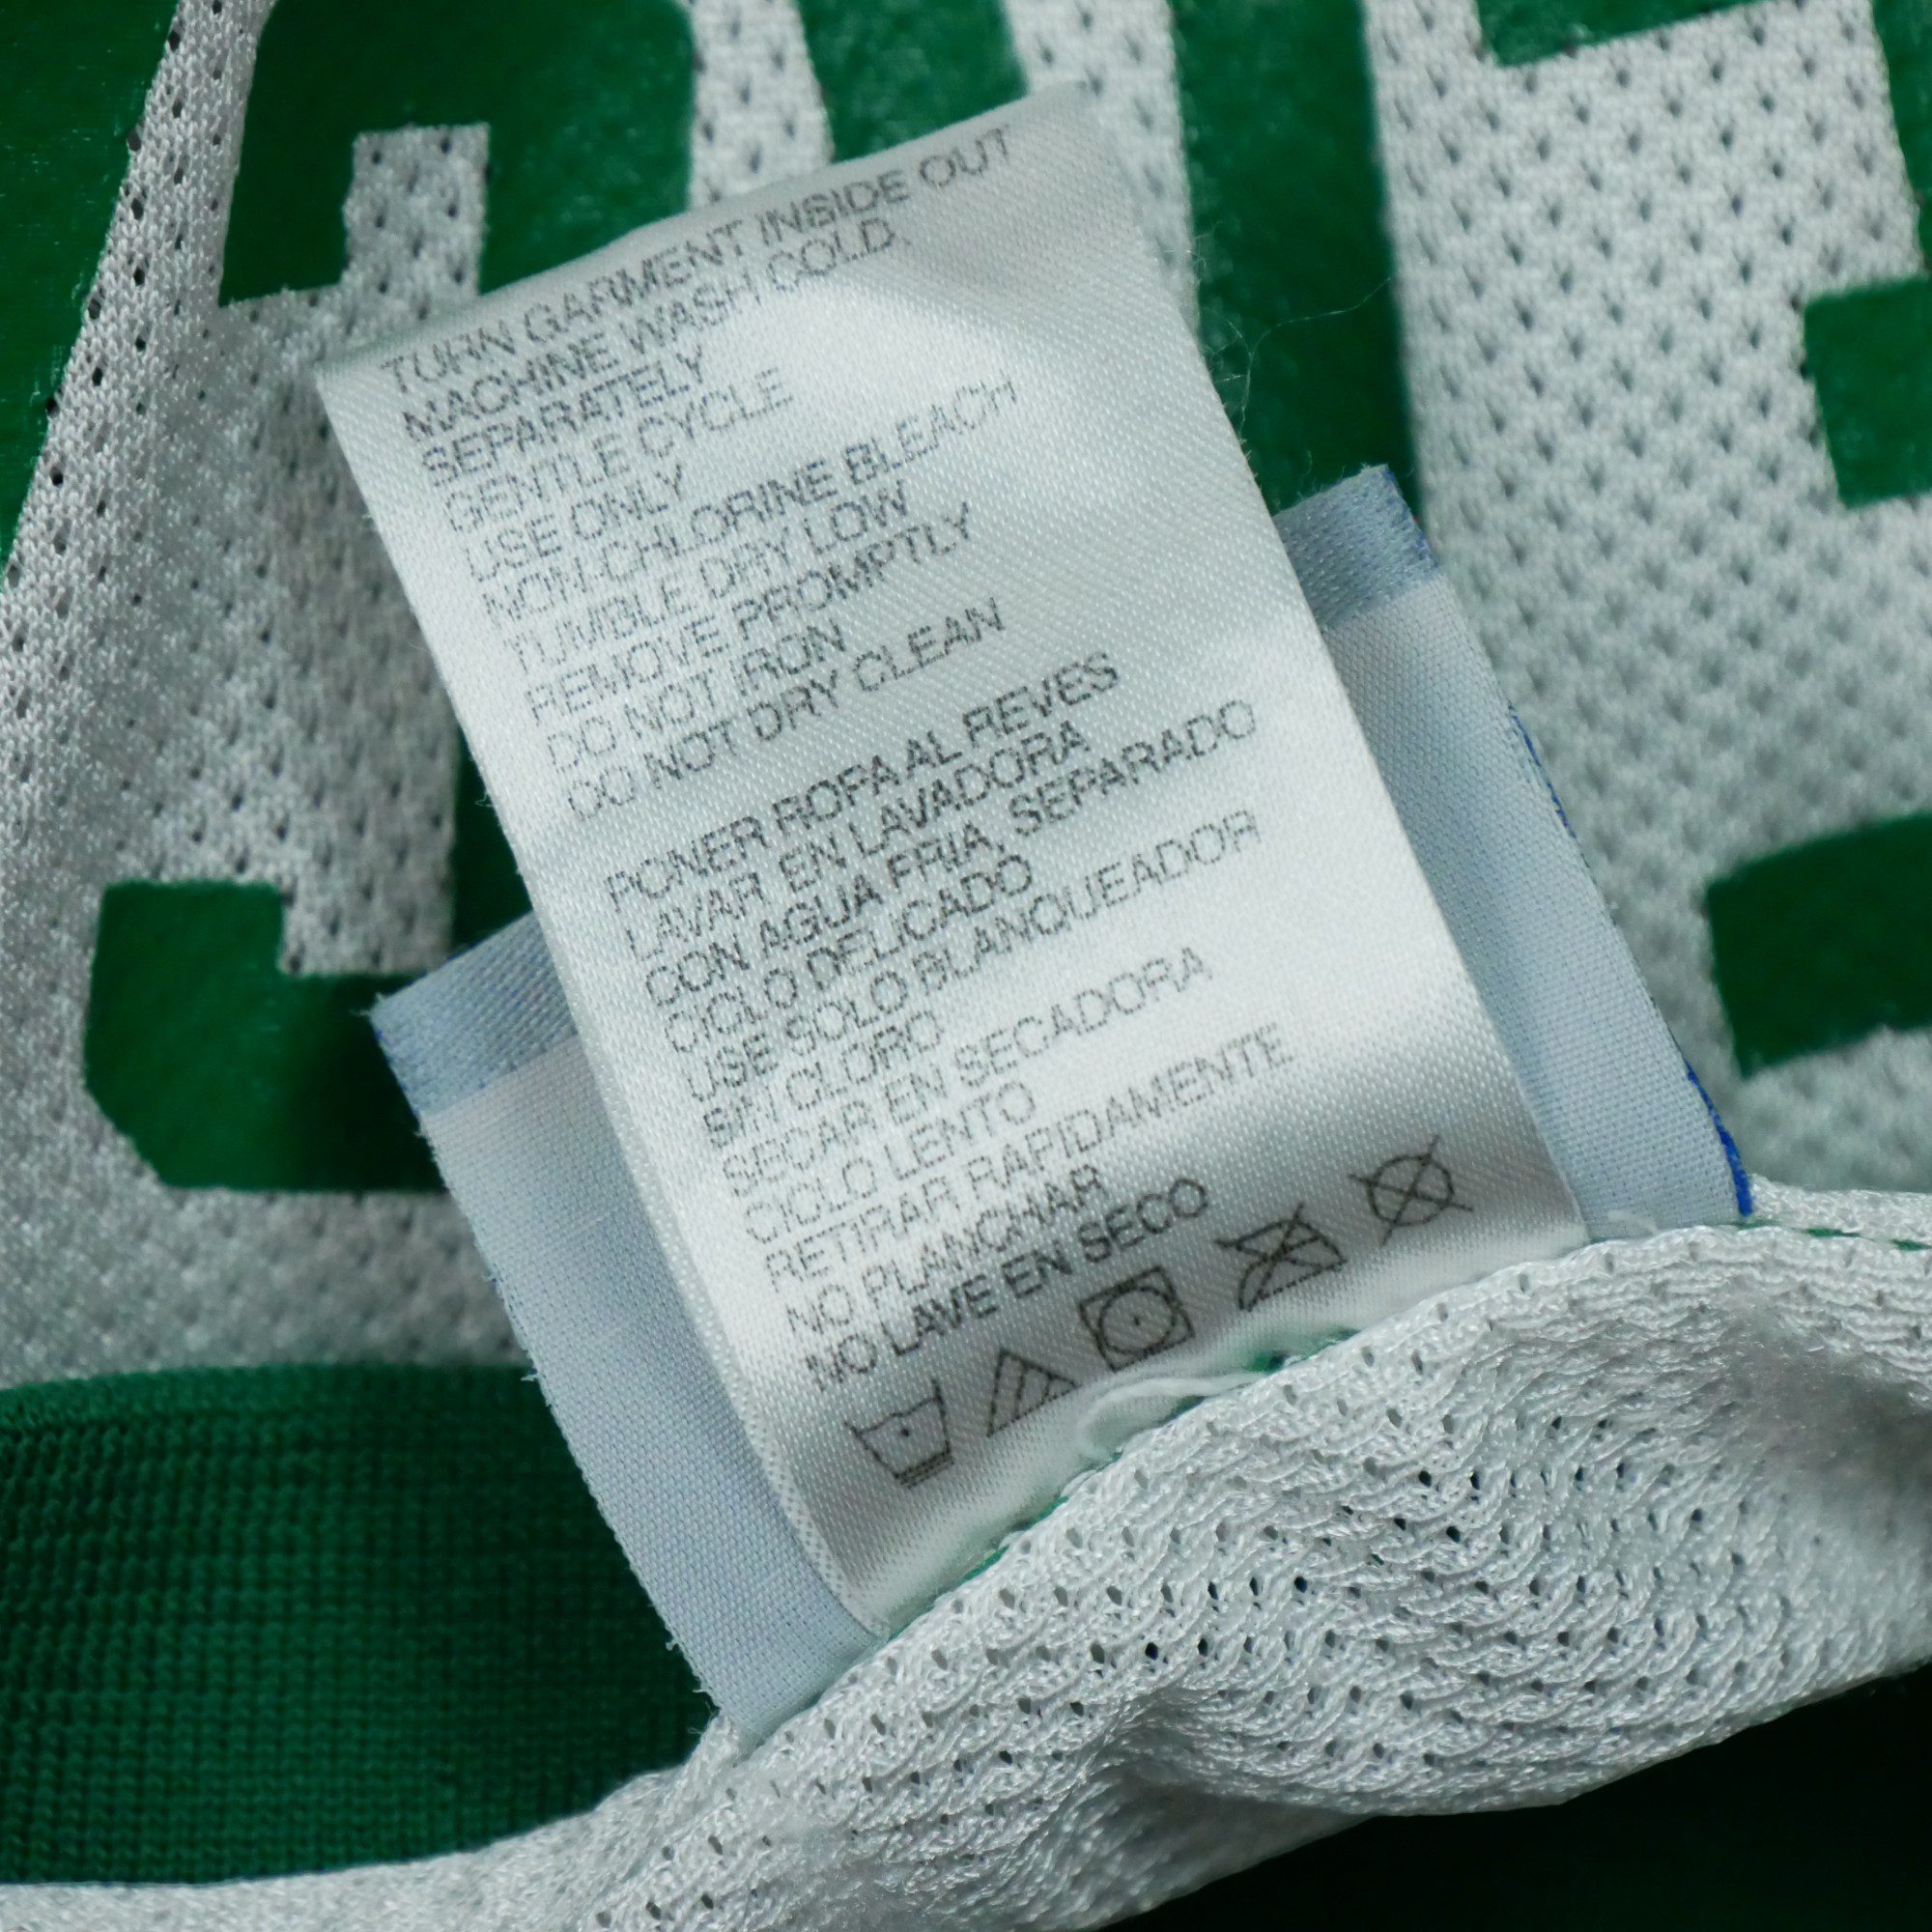 TURN GARMENT INSIDE OUT
MACHINE WASH COLD.
SEPARATELY
GENTLE CYCLE
USE ONLY
NON-CHLORINE BLEACH
TUMBLE DRY LOW
REMOVE PROMPTLY
DO NOT IRON
DO NOT DRY CLEAN
PONER ROPA AL REVES
LAVAR EN LAVADORA
CON AGUA FRIA, SEPARADO
CICLO DELICADO
USE SOLO BLANQUEADOR
SIN CLORO
SECAR EN SECADORA
CICLO LENTO
RETIRAR RAPIDAMENTE
NO PLANCHAR
NO LAVE EN SECO